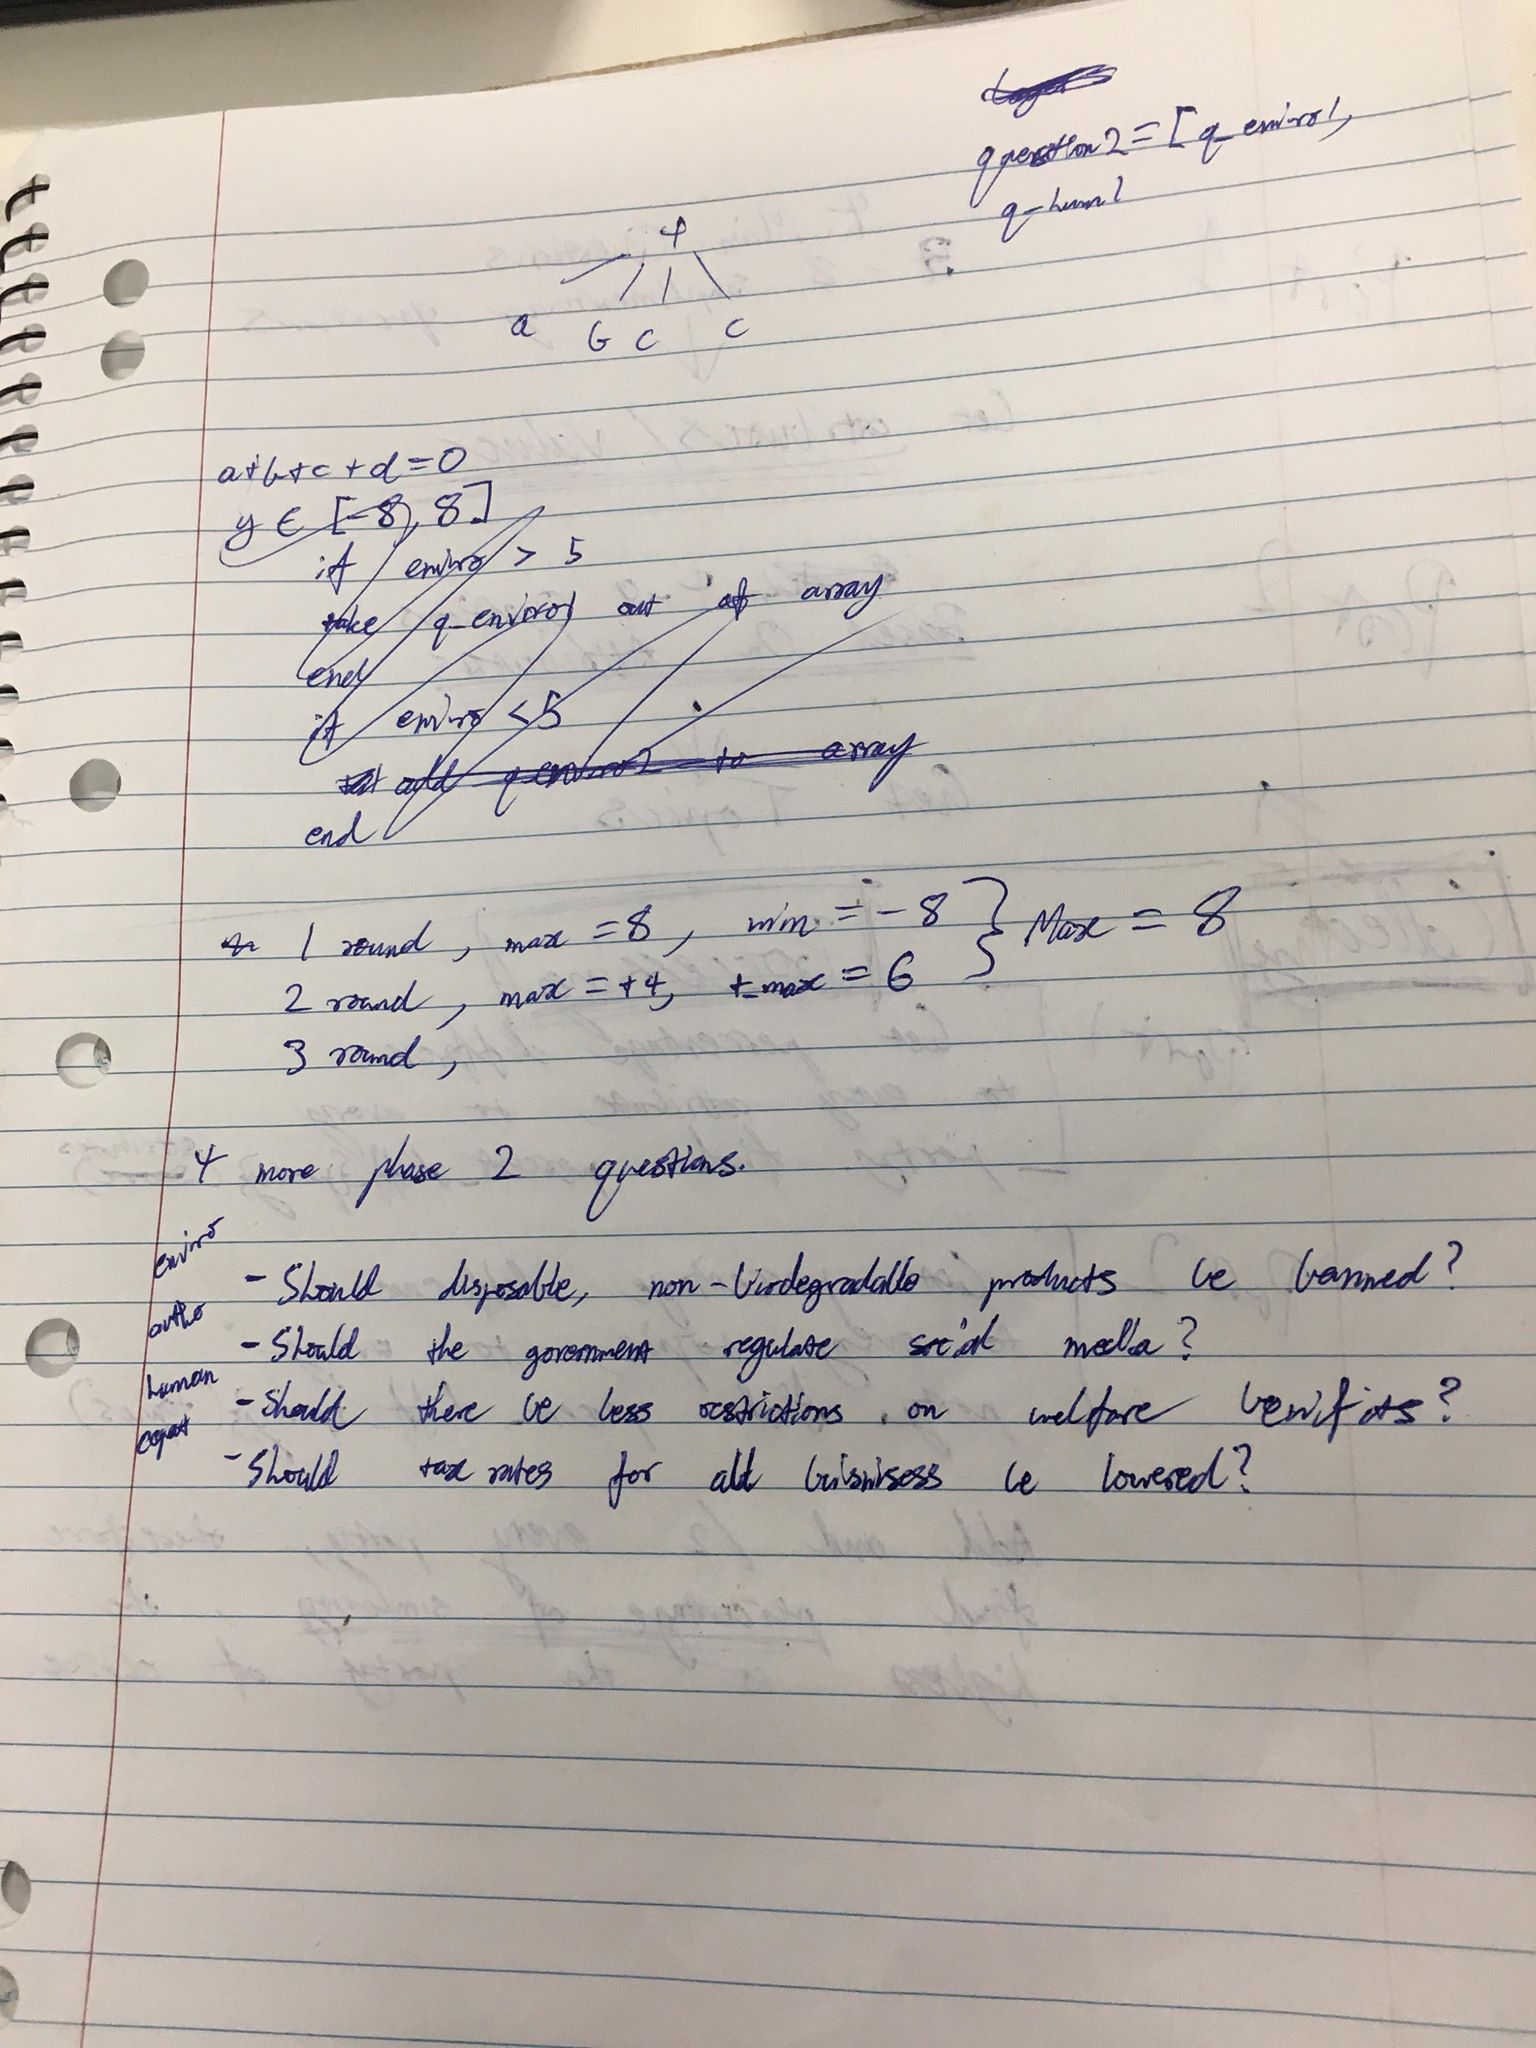 question2 = [q_enviro1,
q_hum1
4
a b c c
a+b+c+d=0
y ∈ [-8, 8]
if enviro > 5
take q_enviro1 out of array
end
if enviro < 5
add q_enviro2 to array
end
1 round, max = 8, min = -8 } Max = 8
2 round, max = +4, t_max = 6
3 round,
4 more phase 2 questions.
enviro - Should disposable, non-biodegradable products be banned?
autho - Should the government regulate social media?
human - Should there be less restrictions on welfare benifits?
capat - Should tax rates for all buisnisess be lowered?